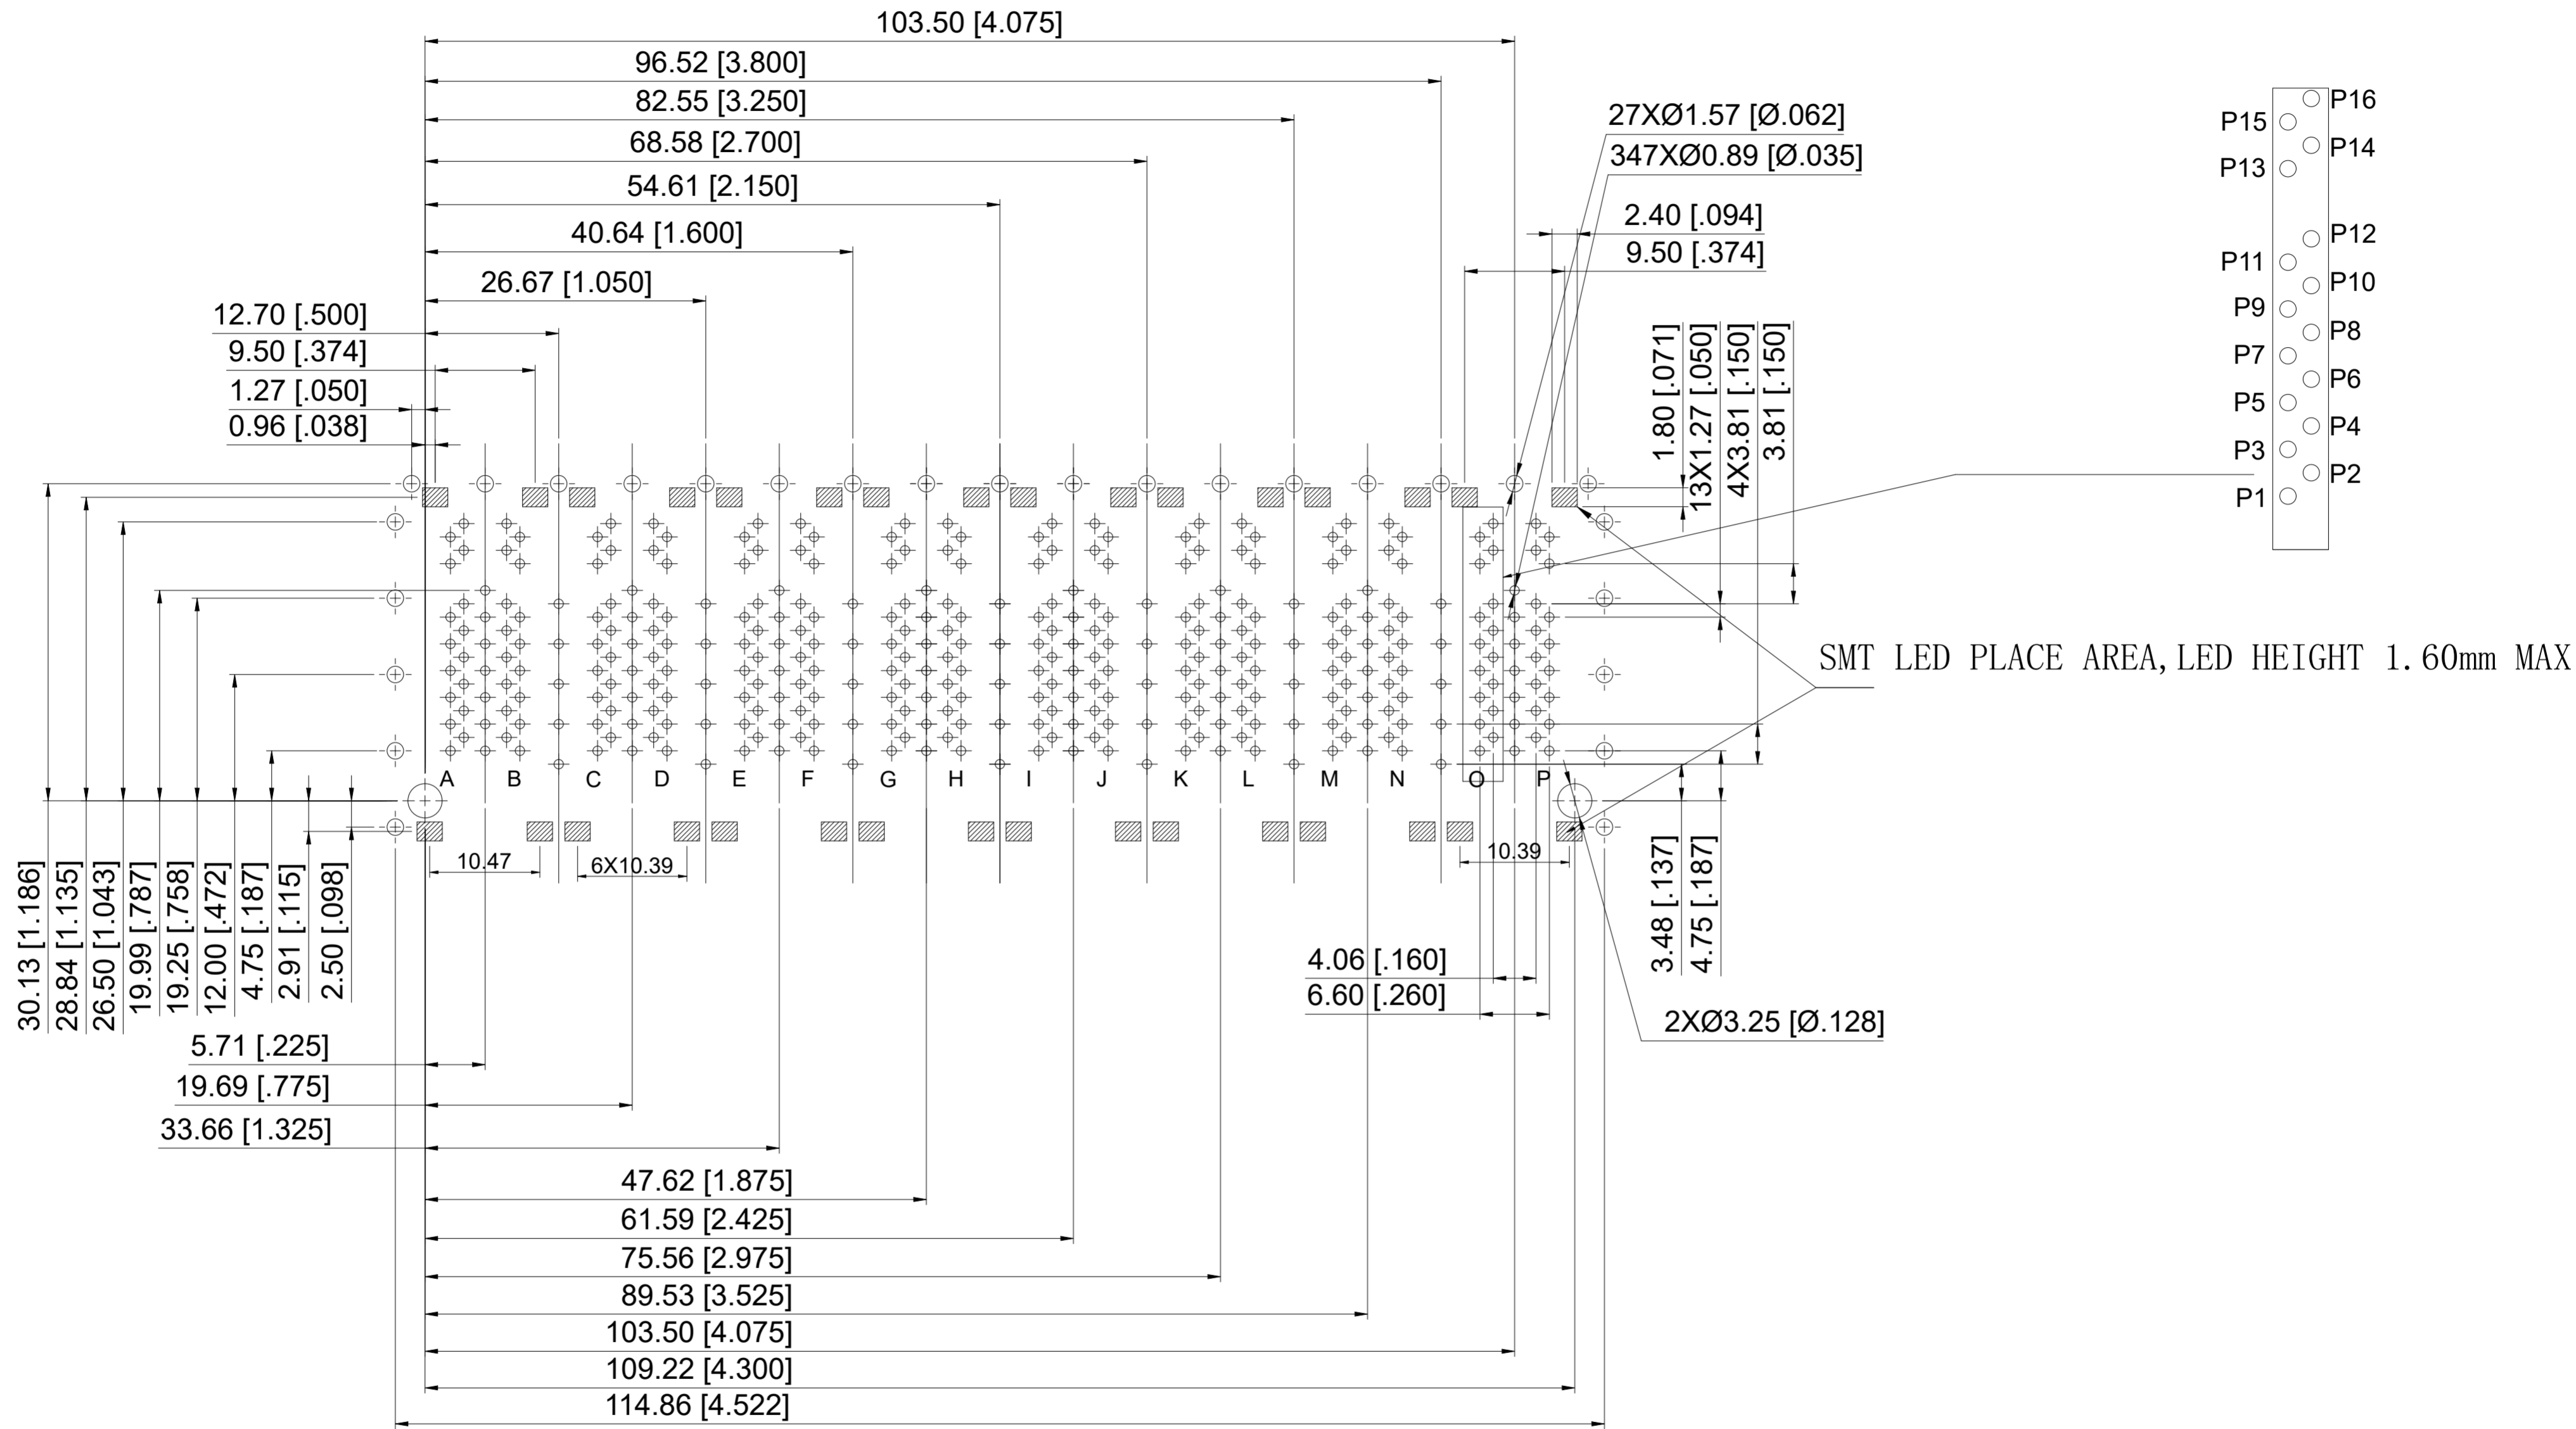 103.50 [4.075]
96.52 [3.800]
82.55 [3.250]
68.58 [2.700]
54.61 [2.150]
40.64 [1.600]
26.67 [1.050]
12.70 [.500]
9.50 [.374]
1.27 [.050]
0.96 [.038]
27XØ1.57 [Ø.062]
347XØ0.89 [Ø.035]
2.40 [.094]
9.50 [.374]
1.80 [.071]
13X1.27 [.050]
4X3.81 [.150]
3.81 [.150]
P16
P15
P14
P13
P12
P11
P10
P9
P8
P7
P6
P5
P4
P3
P2
P1
SMT LED PLACE AREA,LED HEIGHT 1.60mm MAX
A B C D E F G H I J K L M N O P
10.47
6X10.39
10.39
30.13 [1.186]
28.84 [1.135]
26.50 [1.043]
19.99 [.787]
19.25 [.758]
12.00 [.472]
4.75 [.187]
2.91 [.115]
2.50 [.098]
3.48 [.137]
4.75 [.187]
4.06 [.160]
6.60 [.260]
2XØ3.25 [Ø.128]
5.71 [.225]
19.69 [.775]
33.66 [1.325]
47.62 [1.875]
61.59 [2.425]
75.56 [2.975]
89.53 [3.525]
103.50 [4.075]
109.22 [4.300]
114.86 [4.522]